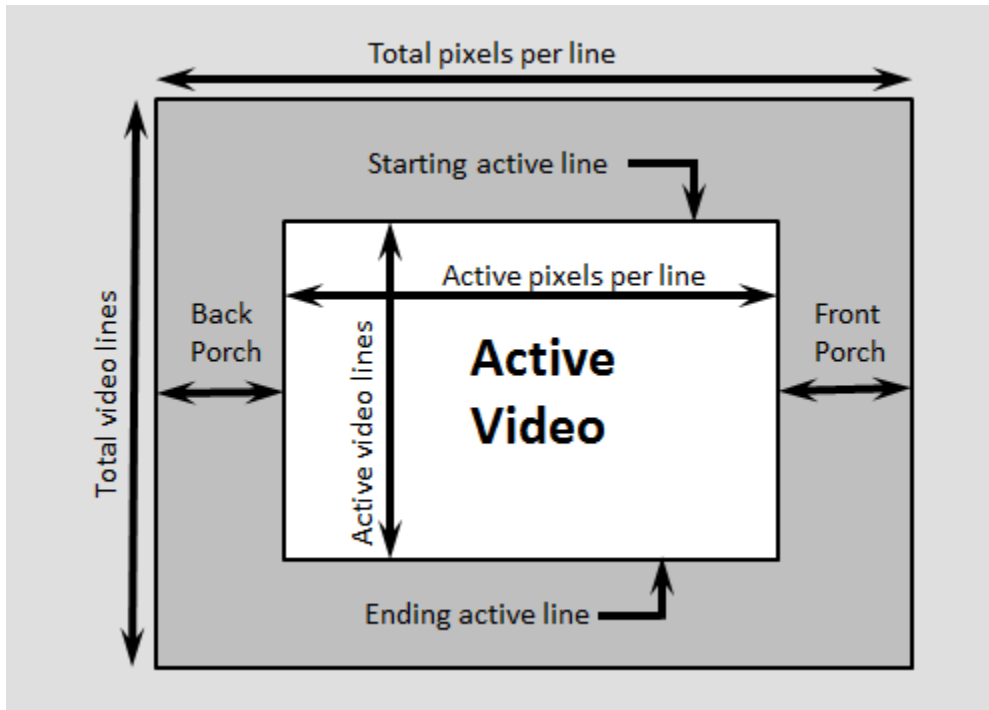 Total pixels per line
Starting active line
Active pixels per line
Back
Porch
Front
Porch
Total video lines
Active video lines
Active
Video
Ending active line